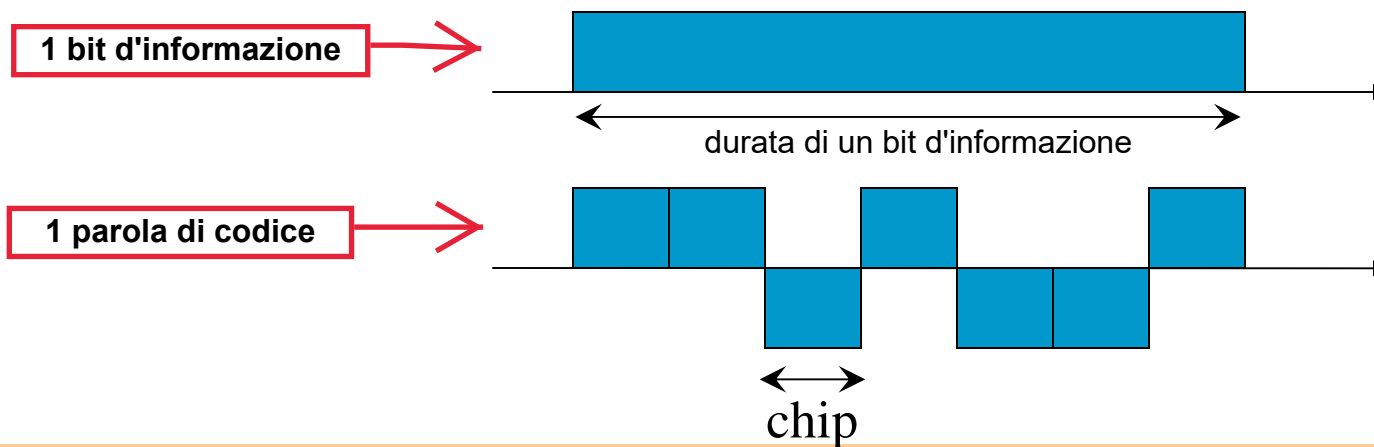 1 bit d'informazione
durata di un bit d'informazione
1 parola di codice
chip